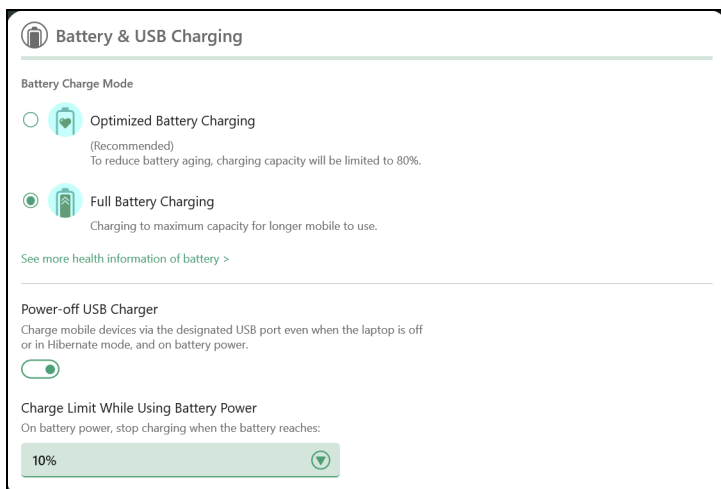 Battery & USB Charging
Battery Charge Mode
Optimized Battery Charging
(Recommended)
To reduce battery aging, charging capacity will be limited to 80%.
Full Battery Charging
Charging to maximum capacity for longer mobile to use.
See more health information of battery >
Power-off USB Charger
Charge mobile devices via the designated USB port even when the laptop is off
or in Hibernate mode, and on battery power.
Charge Limit While Using Battery Power
On battery power, stop charging when the battery reaches:
10%